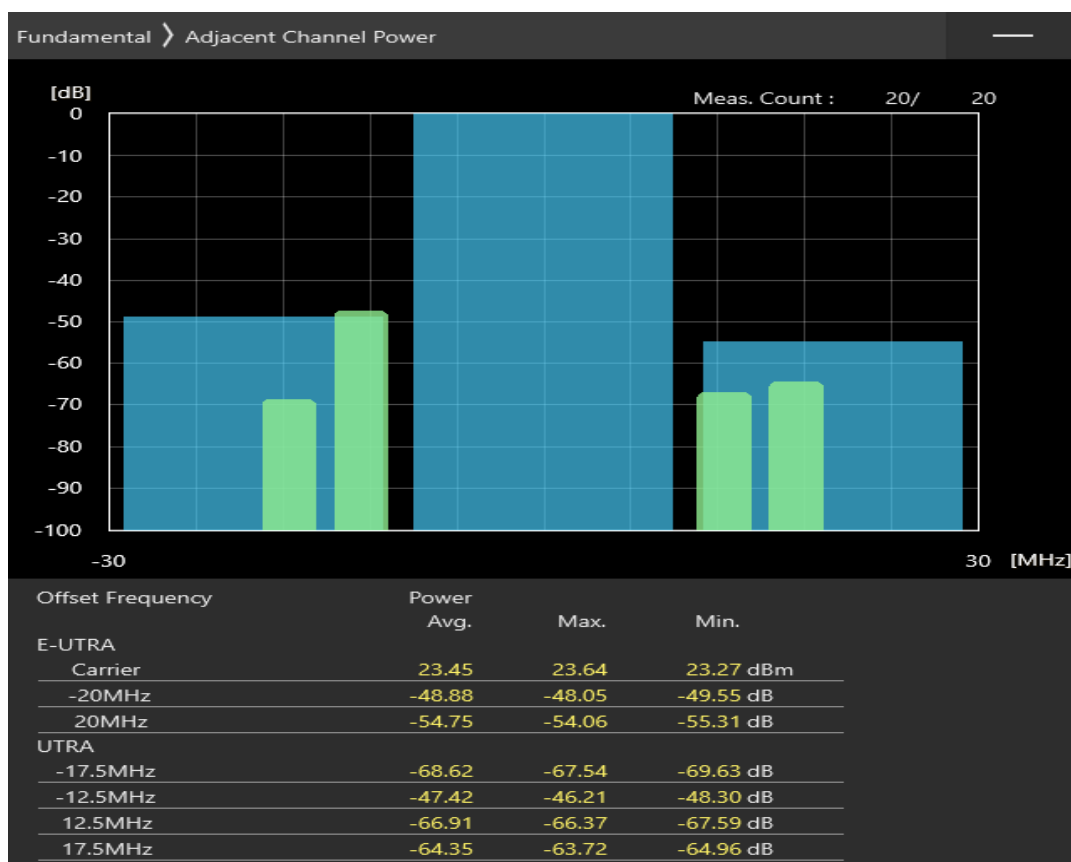 Fundamental ❯ Adjacent Channel Power
[dB]
Meas. Count : 20/ 20
0
-10
-20
-30
-40
-50
-60
-70
-80
-90
-100
-30 30 [MHz]
Offset Frequency Power
Avg. Max. Min.
E-UTRA
Carrier 23.45 23.64 23.27 dBm
-20MHz -48.88 -48.05 -49.55 dB
20MHz -54.75 -54.06 -55.31 dB
UTRA
-17.5MHz -68.62 -67.54 -69.63 dB
-12.5MHz -47.42 -46.21 -48.30 dB
12.5MHz -66.91 -66.37 -67.59 dB
17.5MHz -64.35 -63.72 -64.96 dB